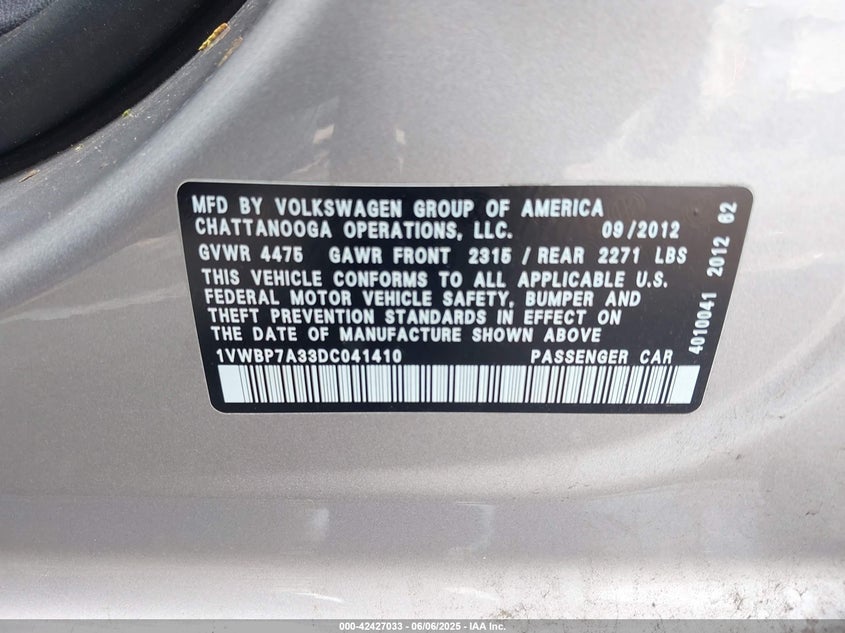 MFD BY VOLKSWAGEN GROUP OF AMERICA
CHATTANOOGA OPERATIONS, LLC. 09/2012
GVWR 4475 GAWR FRONT 2315 / REAR 2271 LBS
THIS VEHICLE CONFORMS TO ALL APPLICABLE U.S.
FEDERAL MOTOR VEHICLE SAFETY, BUMPER AND
THEFT PREVENTION STANDARDS IN EFFECT ON
THE DATE OF MANUFACTURE SHOWN ABOVE
1VWBP7A33DC041410 PASSENGER CAR
4010041 2012 62
000-42427033 - 06/06/2025 - IAA Inc.